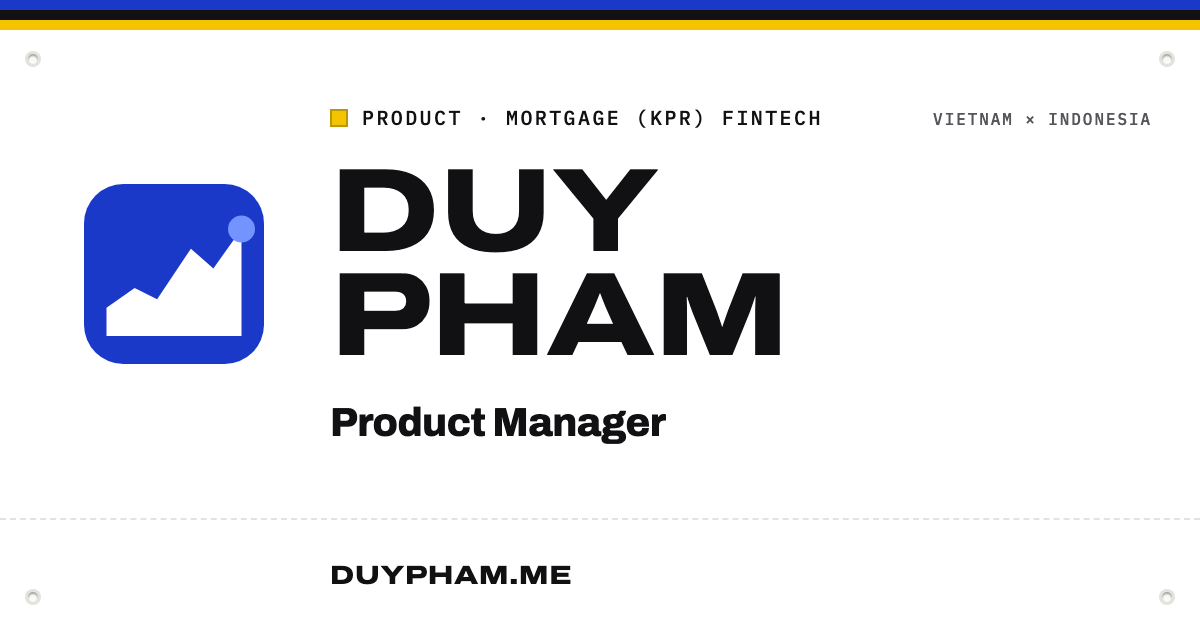 PRODUCT · MORTGAGE (KPR) FINTECH
VIETNAM × INDONESIA
DUY
PHAM
Product Manager
DUYPHAM.ME